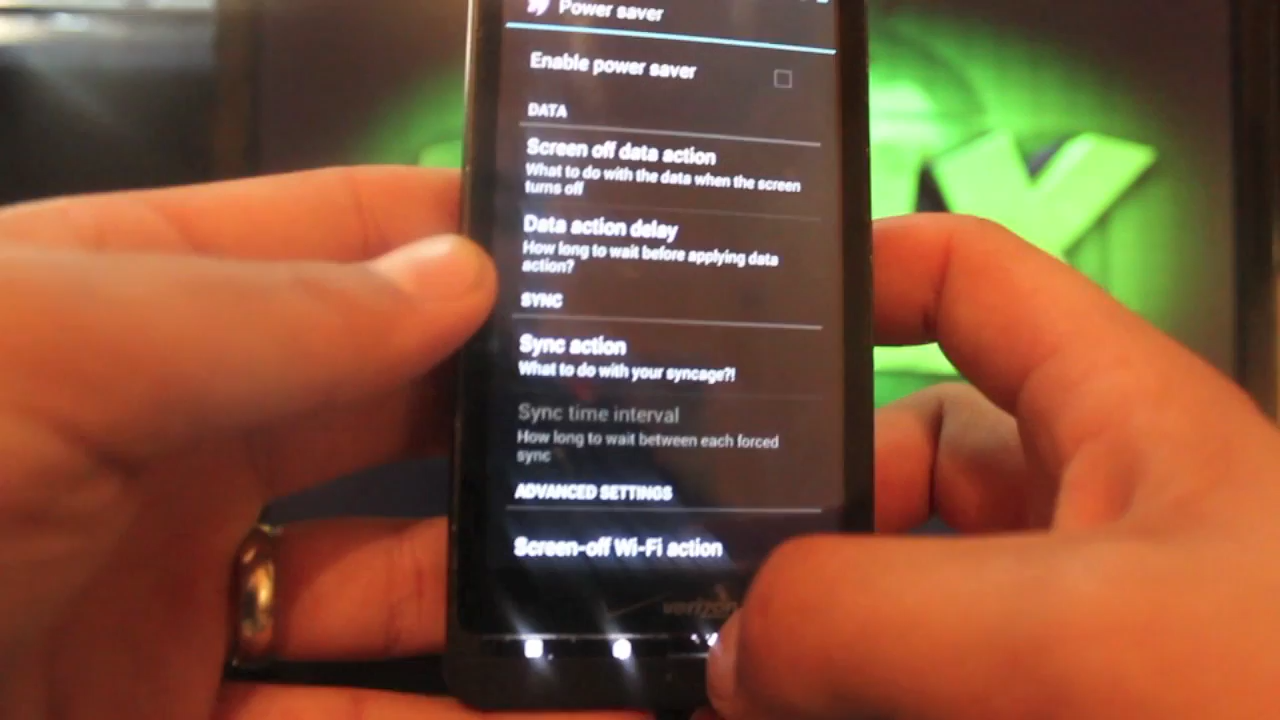 Power saver
Enable power saver
DATA
Screen off data action
What to do with the data when the screen
turns off
Data action delay
How long to wait before applying data
action?
SYNC
Sync action
What to do with your syncage?!
Sync time interval
How long to wait between each forced
sync
ADVANCED SETTINGS
Screen-off Wi-Fi action
verizon